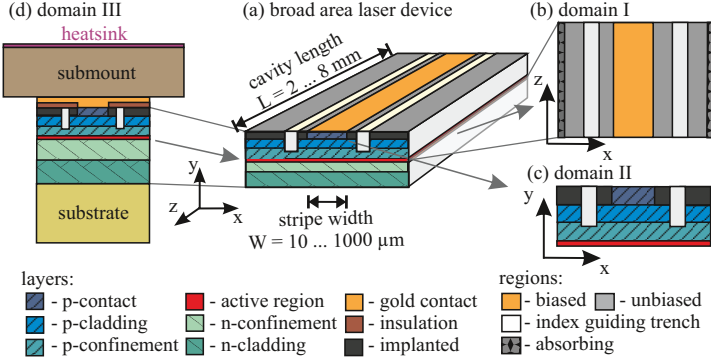 (d) domain III
(a) broad area laser device
(b) domain I
heatsink
submount
substrate
cavity length
L = 2 ... 8 mm
z
x
(c) domain II
y
x
y
z
x
stripe width
W = 10 ... 1000 µm
layers:
- p-contact
- p-cladding
- p-confinement
- active region
- n-confinement
- n-cladding
- gold contact
- insulation
- implanted
regions:
- biased
- unbiased
- index guiding trench
- absorbing